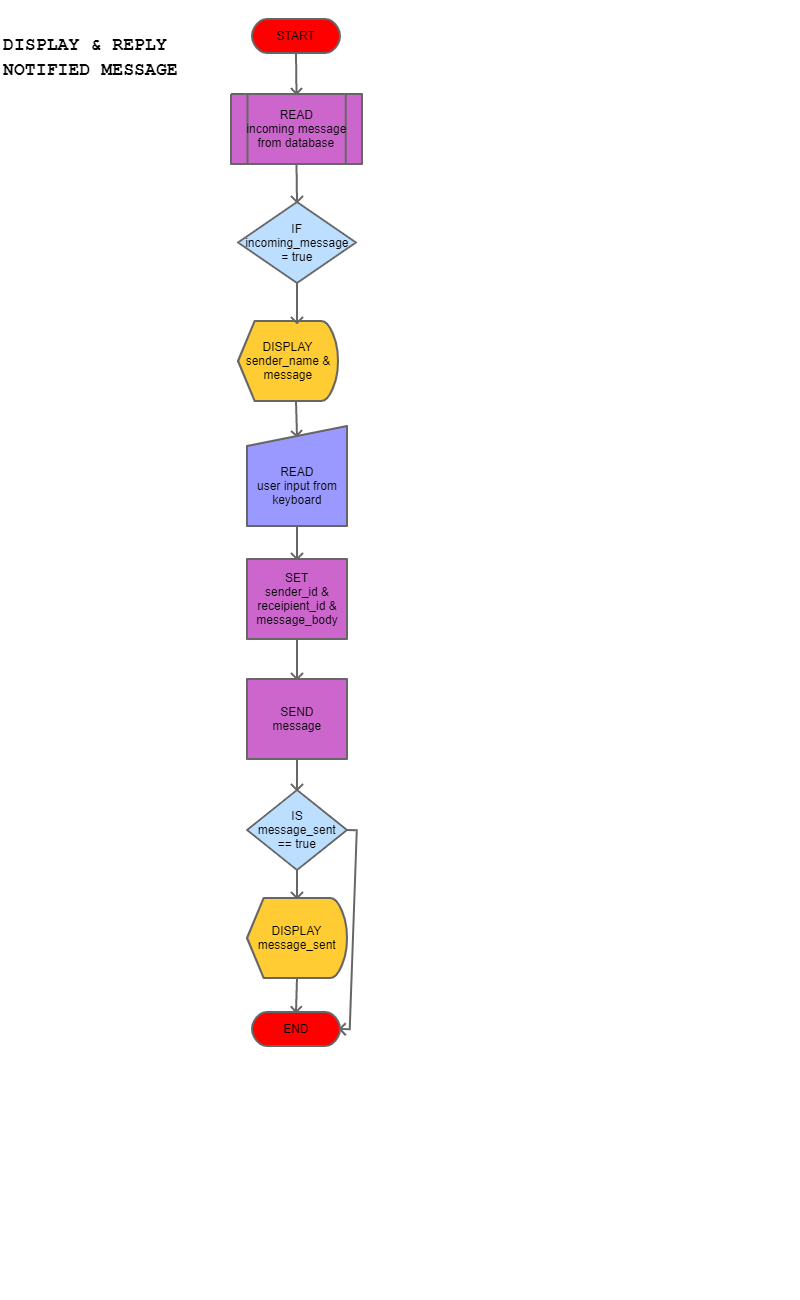 DISPLAY & REPLY
NOTIFIED MESSAGE
START
READ
incoming message
from database
IF
incoming_message
= true
DISPLAY
sender_name &
message
READ
user input from
keyboard
SET
sender_id &
receipient_id &
message_body
SEND
message
IS
message_sent
== true
DISPLAY
message_sent
END